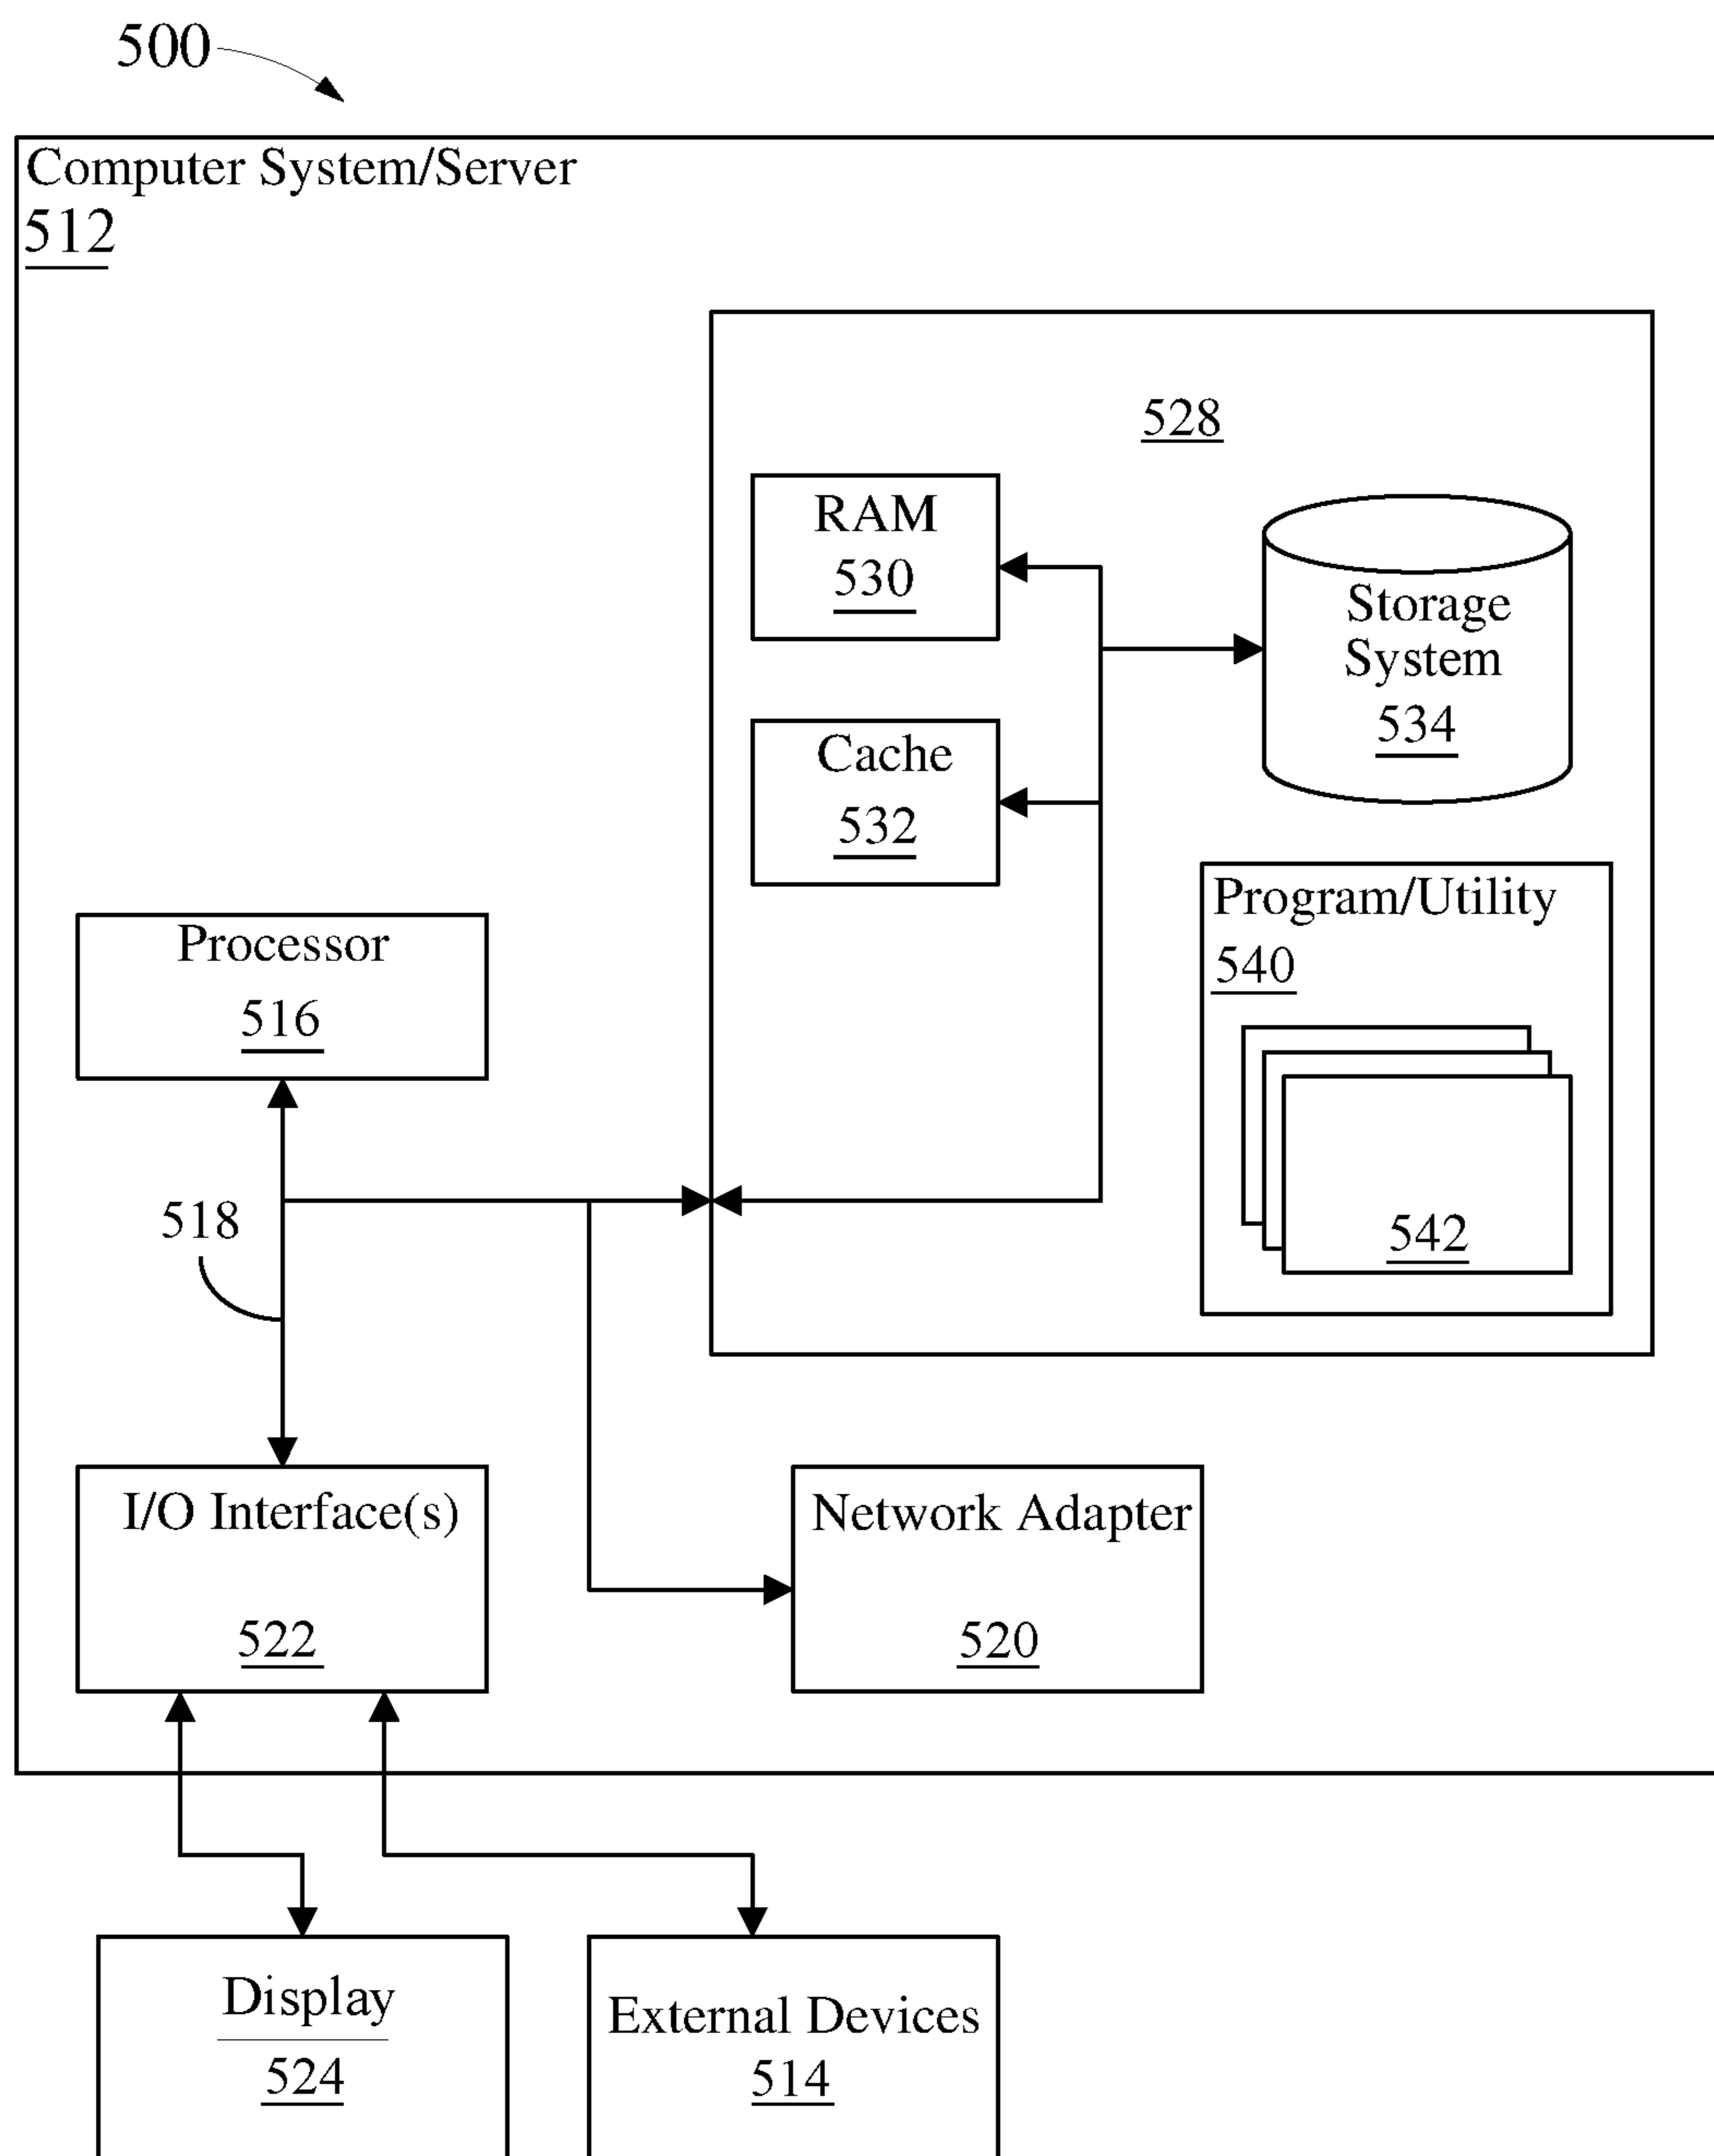 500
Computer System/Server
512
528
RAM
530
Storage
System
534
Cache
532
Program/Utility
540
542
Processor
516
518
I/O Interface(s)
522
Network Adapter
520
Display
524
External Devices
514